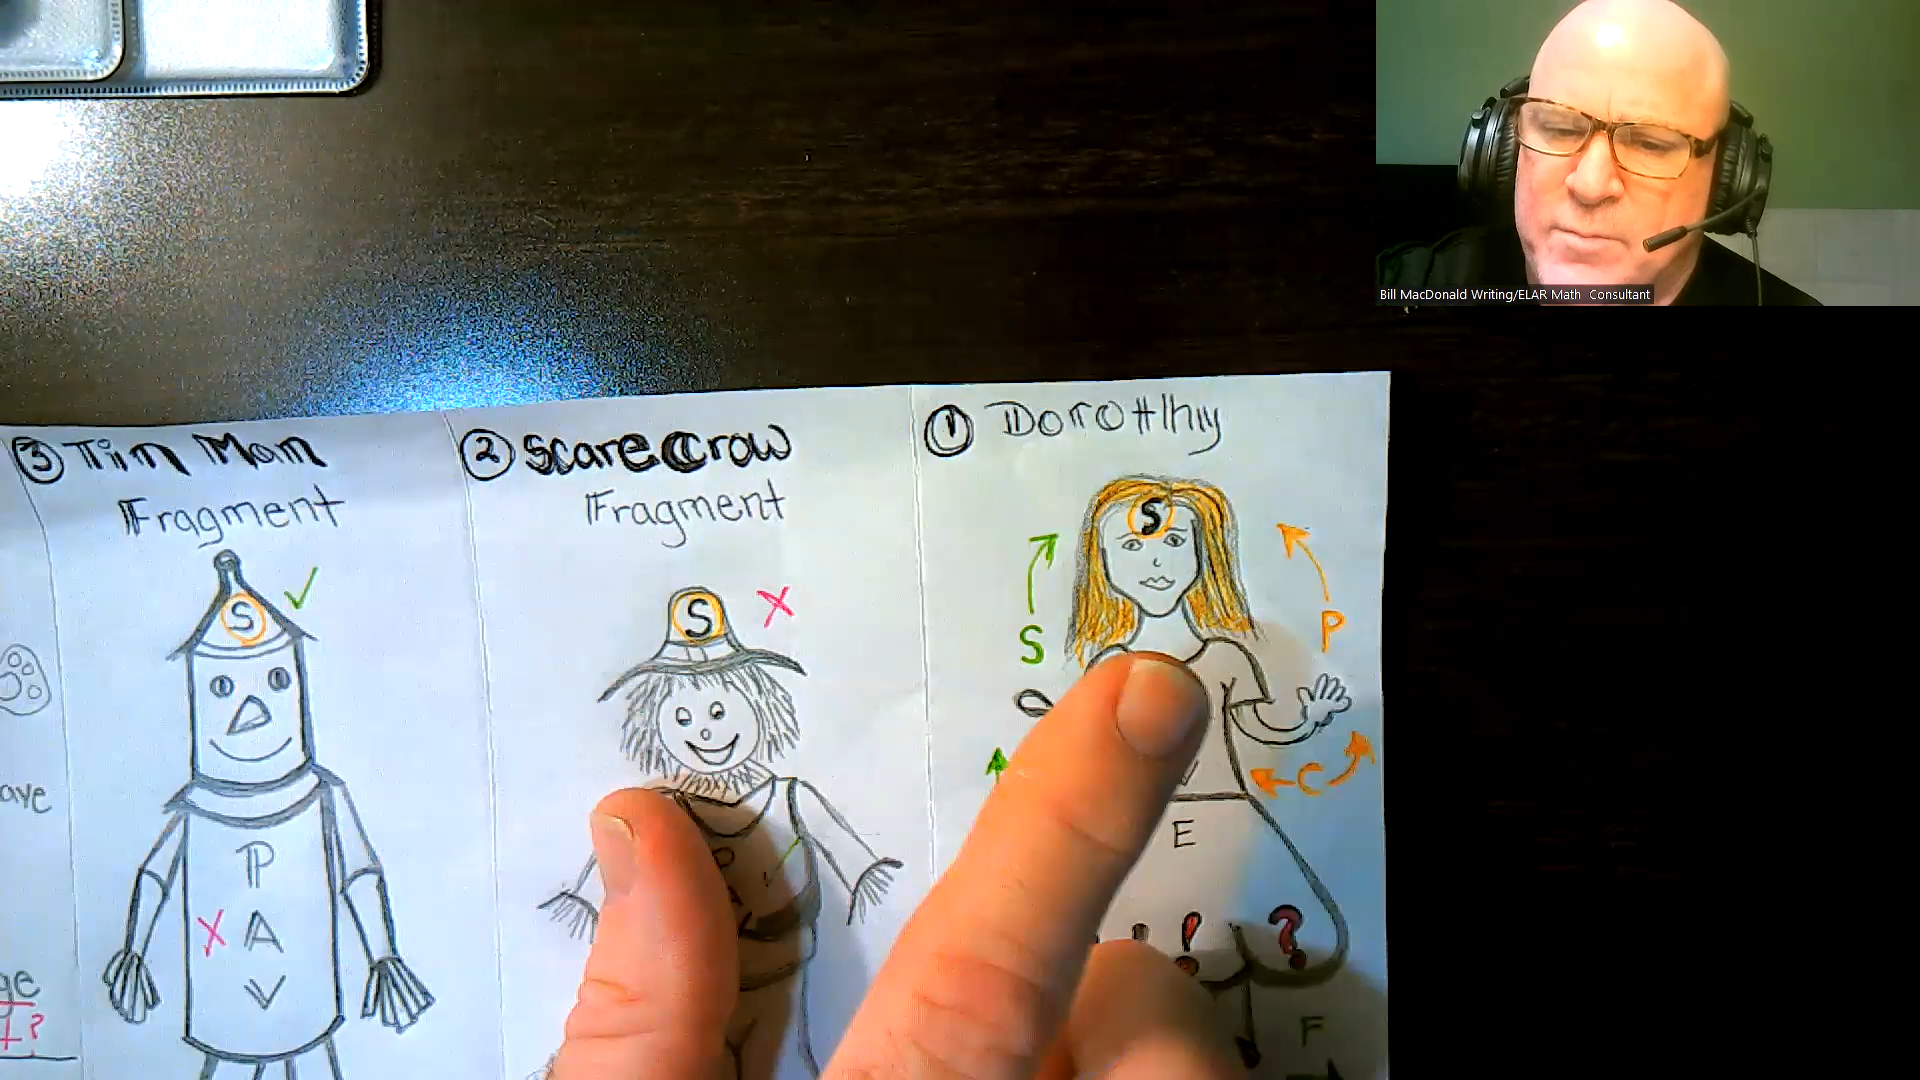 Bill MacDonald Writing/ELAR Math Consultant
③ Tin Man
Fragment
S
P
X A
V
② Scarecrow
Fragment
S
X
P
① Dorothy
S
S
P
C
E
! ?
F
ave
ge